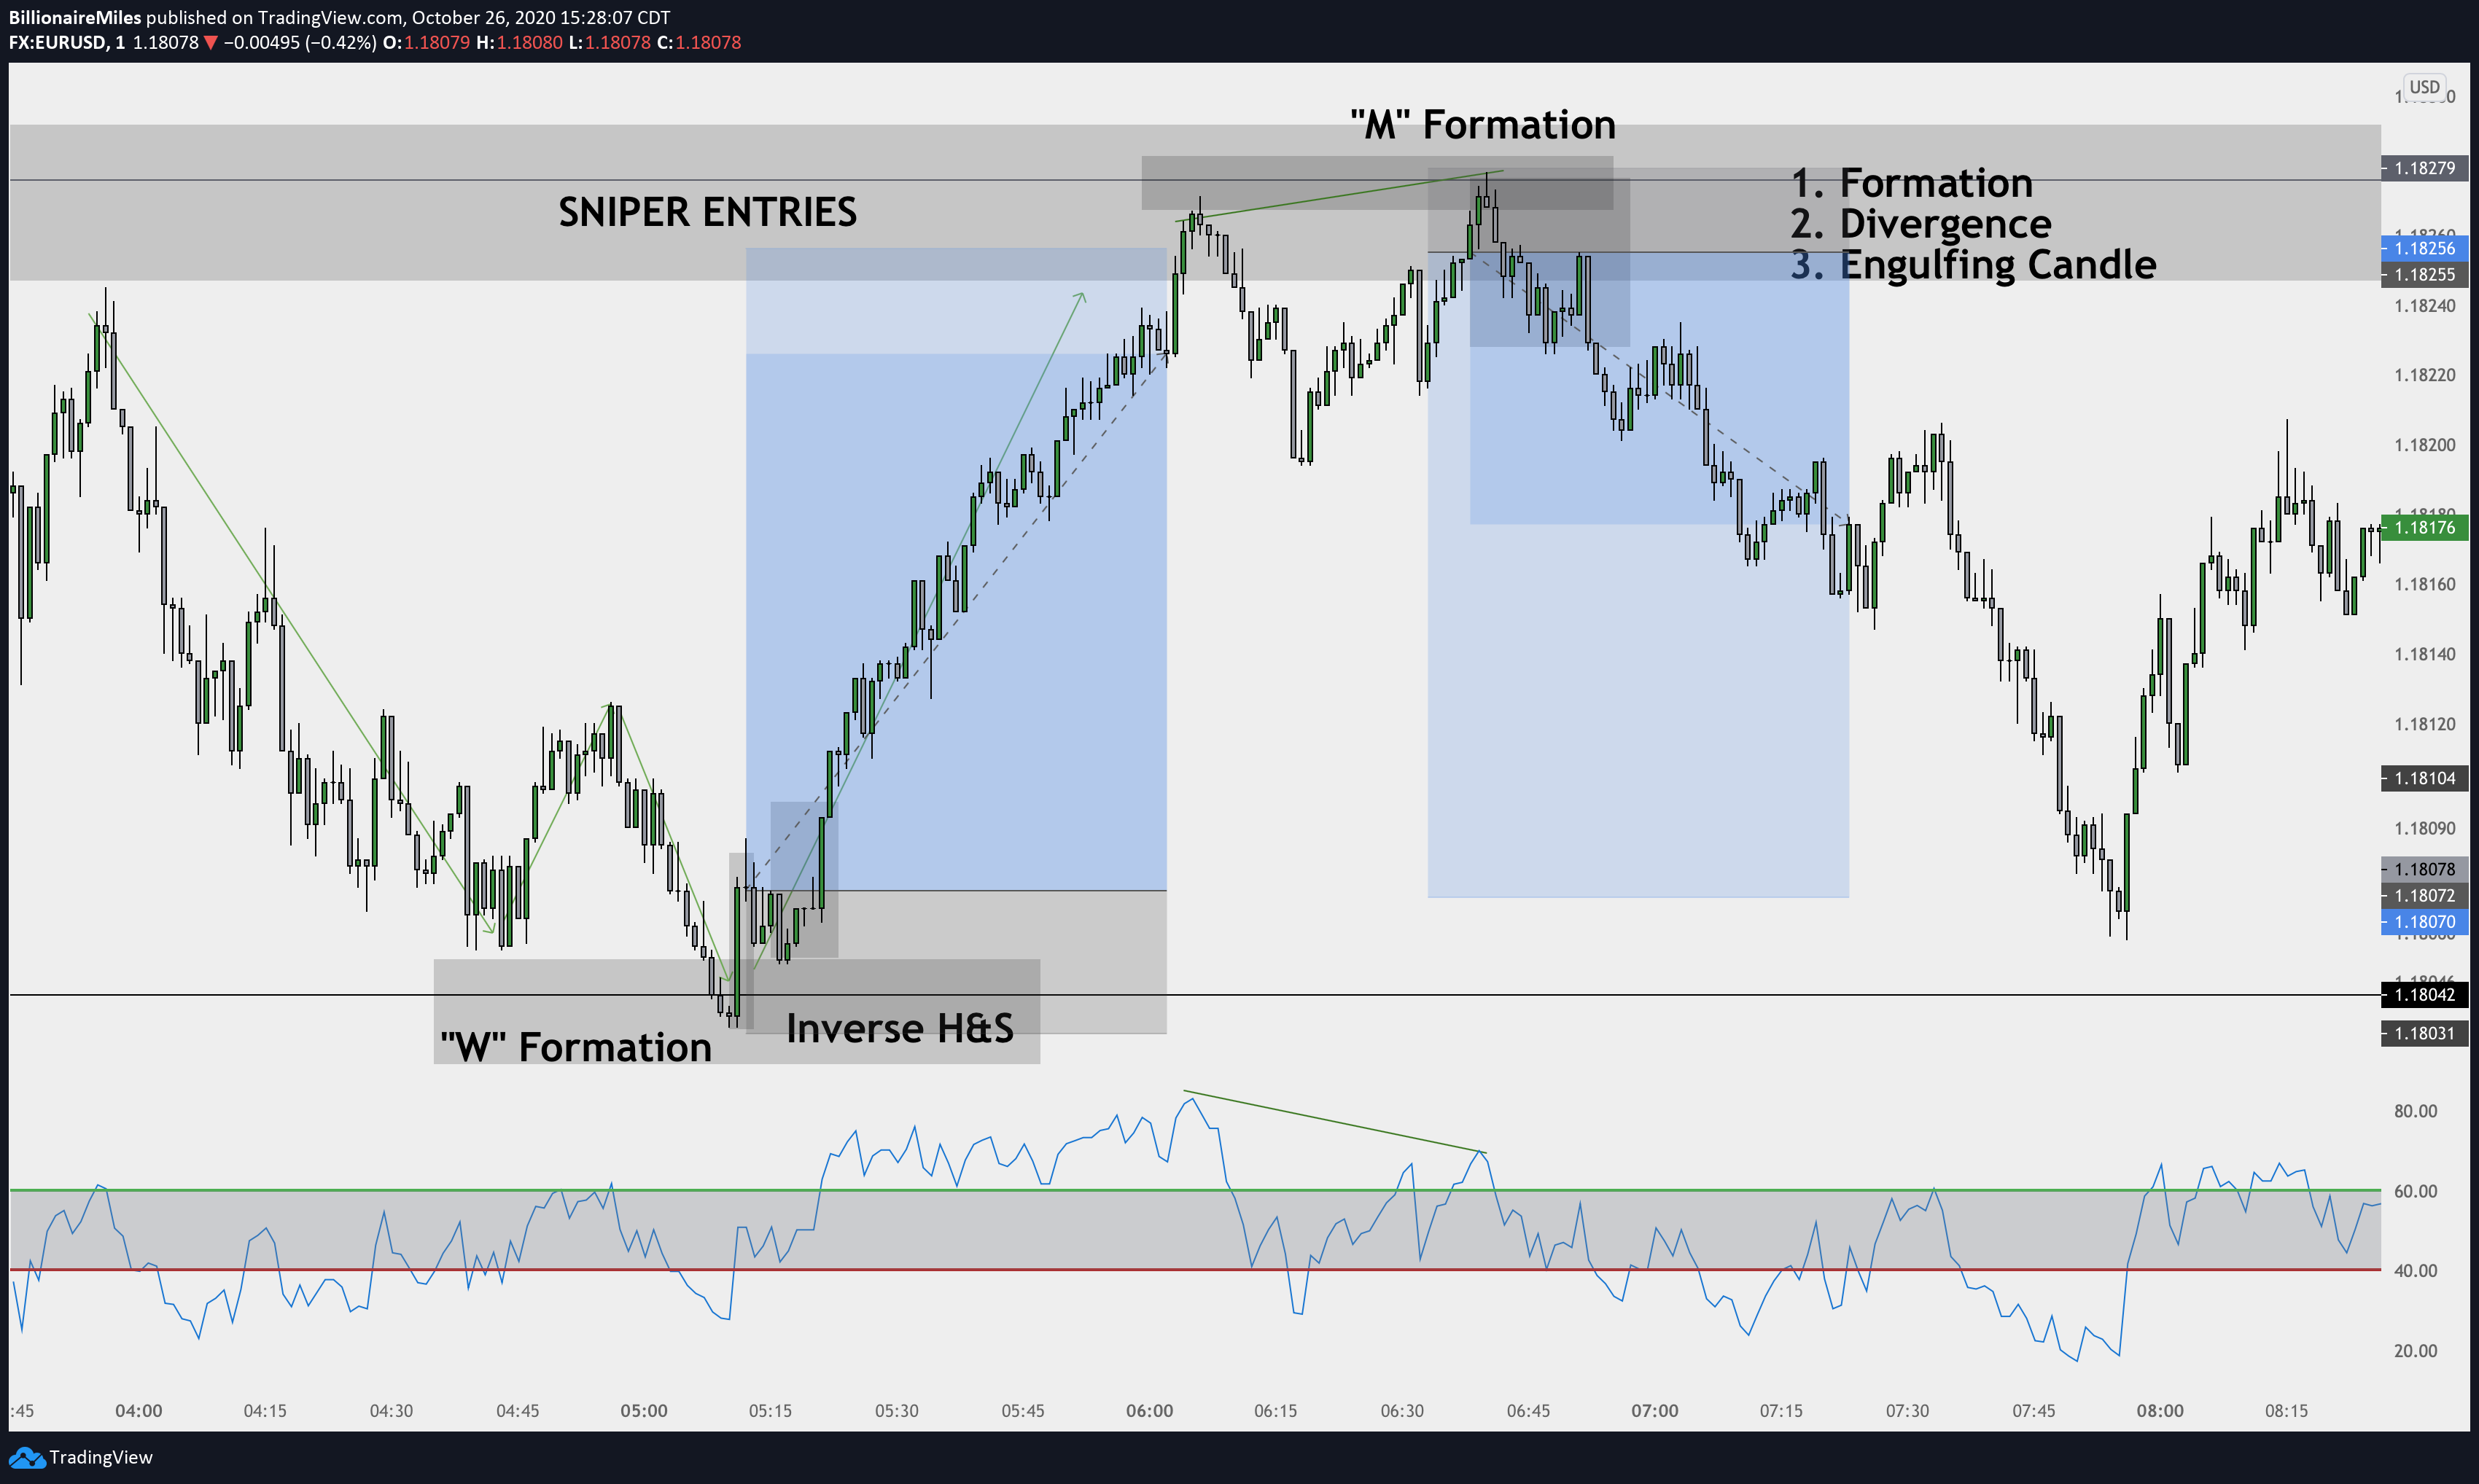 BillionaireMiles published on TradingView.com, October 26, 2020 15:28:07 CDT
FX:EURUSD, 1 1.18078 ▼ −0.00495 (−0.42%) O:1.18079 H:1.18080 L:1.18078 C:1.18078
USD
"M" Formation
SNIPER ENTRIES
1. Formation
2. Divergence
3. Engulfing Candle
"W" Formation
Inverse H&S
1.18279
1.18256
1.18255
1.18240
1.18220
1.18200
1.18176
1.18160
1.18140
1.18120
1.18104
1.18090
1.18078
1.18072
1.18070
1.18042
1.18031
80.00
60.00
40.00
20.00
:45 04:00 04:15 04:30 04:45 05:00 05:15 05:30 05:45 06:00 06:15 06:30 06:45 07:00 07:15 07:30 07:45 08:00 08:15
TradingView